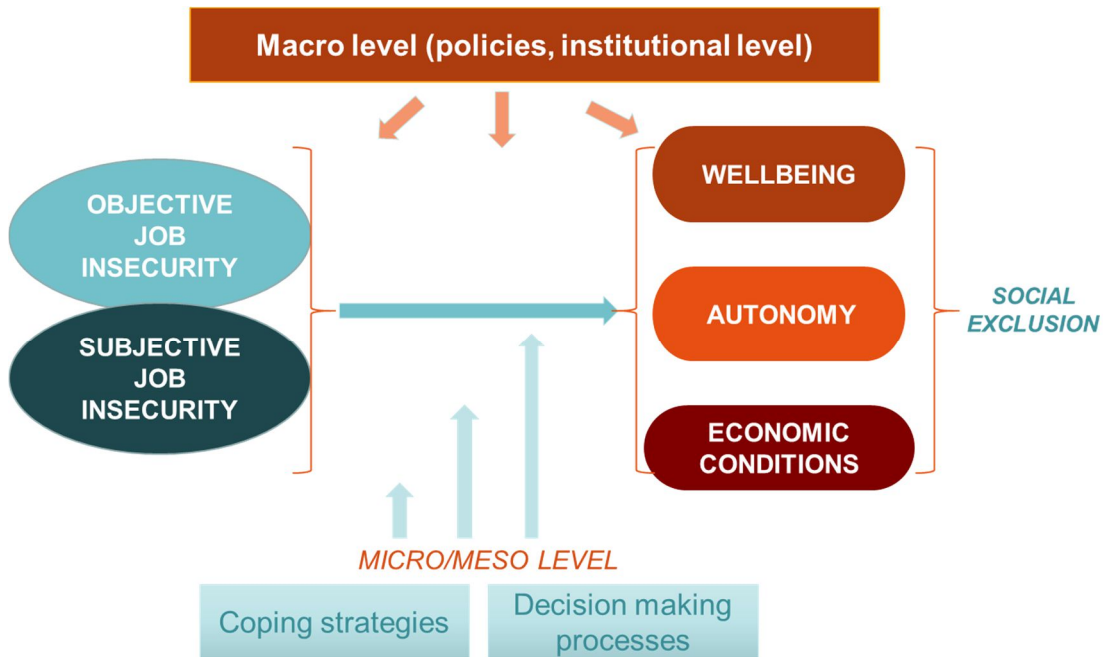 Macro level (policies, institutional level)
OBJECTIVE
JOB
INSECURITY
SUBJECTIVE
JOB
INSECURITY
WELLBEING
AUTONOMY
ECONOMIC
CONDITIONS
SOCIAL
EXCLUSION
MICRO/MESO LEVEL
Coping strategies
Decision making
processes